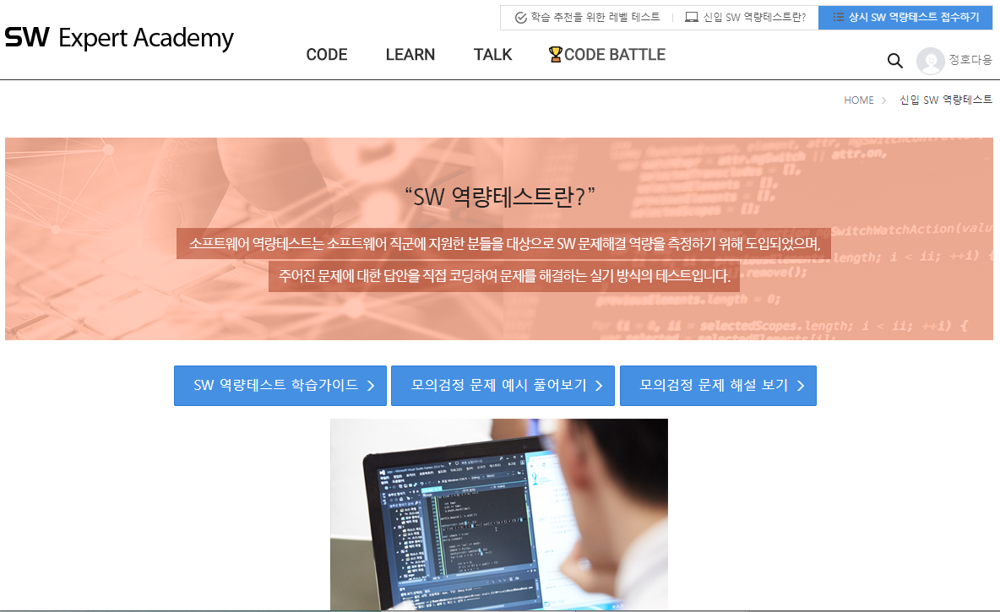 학습 추천을 위한 레벨 테스트
신입 SW 역량테스트란?
상시 SW 역량테스트 접수하기
SW Expert Academy
CODE
LEARN
TALK
CODE BATTLE
정호다용
HOME > 신입 SW 역량테스트
“SW 역량테스트란?”
소프트웨어 역량테스트는 소프트웨어 직군에 지원한 분들을 대상으로 SW 문제해결 역량을 측정하기 위해 도입되었으며,
주어진 문제에 대한 답안을 직접 코딩하여 문제를 해결하는 실기 방식의 테스트입니다.
SW 역량테스트 학습가이드 >
모의검정 문제 예시 풀어보기 >
모의검정 문제 해설 보기 >